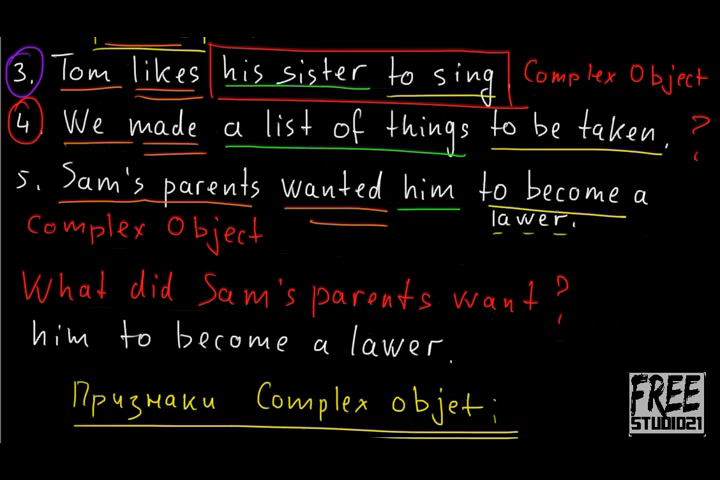 3. Tom likes his sister to sing Complex Object
4. We made a list of things to be taken. ?
5. Sam's parents wanted him to become a
lawer.
Complex Object
What did Sam's parents want?
him to become a lawer.
Признаки Complex objet:
FREE
STUDIO21